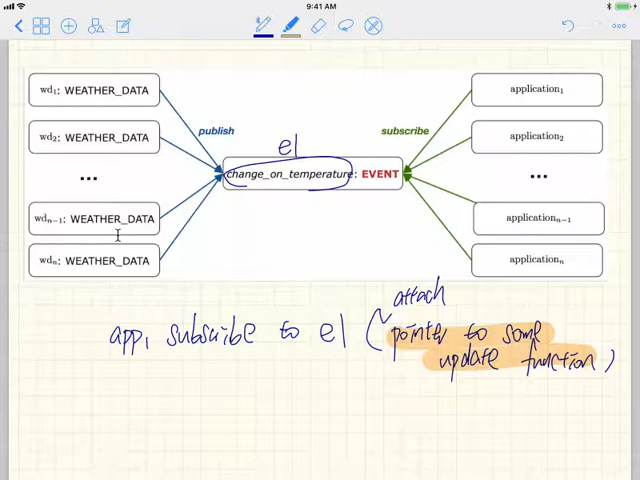 9:41 AM
wd₁: WEATHER_DATA
wd₂: WEATHER_DATA
...
wdₙ₋₁: WEATHER_DATA
wdₙ: WEATHER_DATA
publish
e1
change_on_temperature: EVENT
subscribe
application₁
application₂
...
applicationₙ₋₁
applicationₙ
attach
app₁ subscribe to e1 (pointer to some
update function)